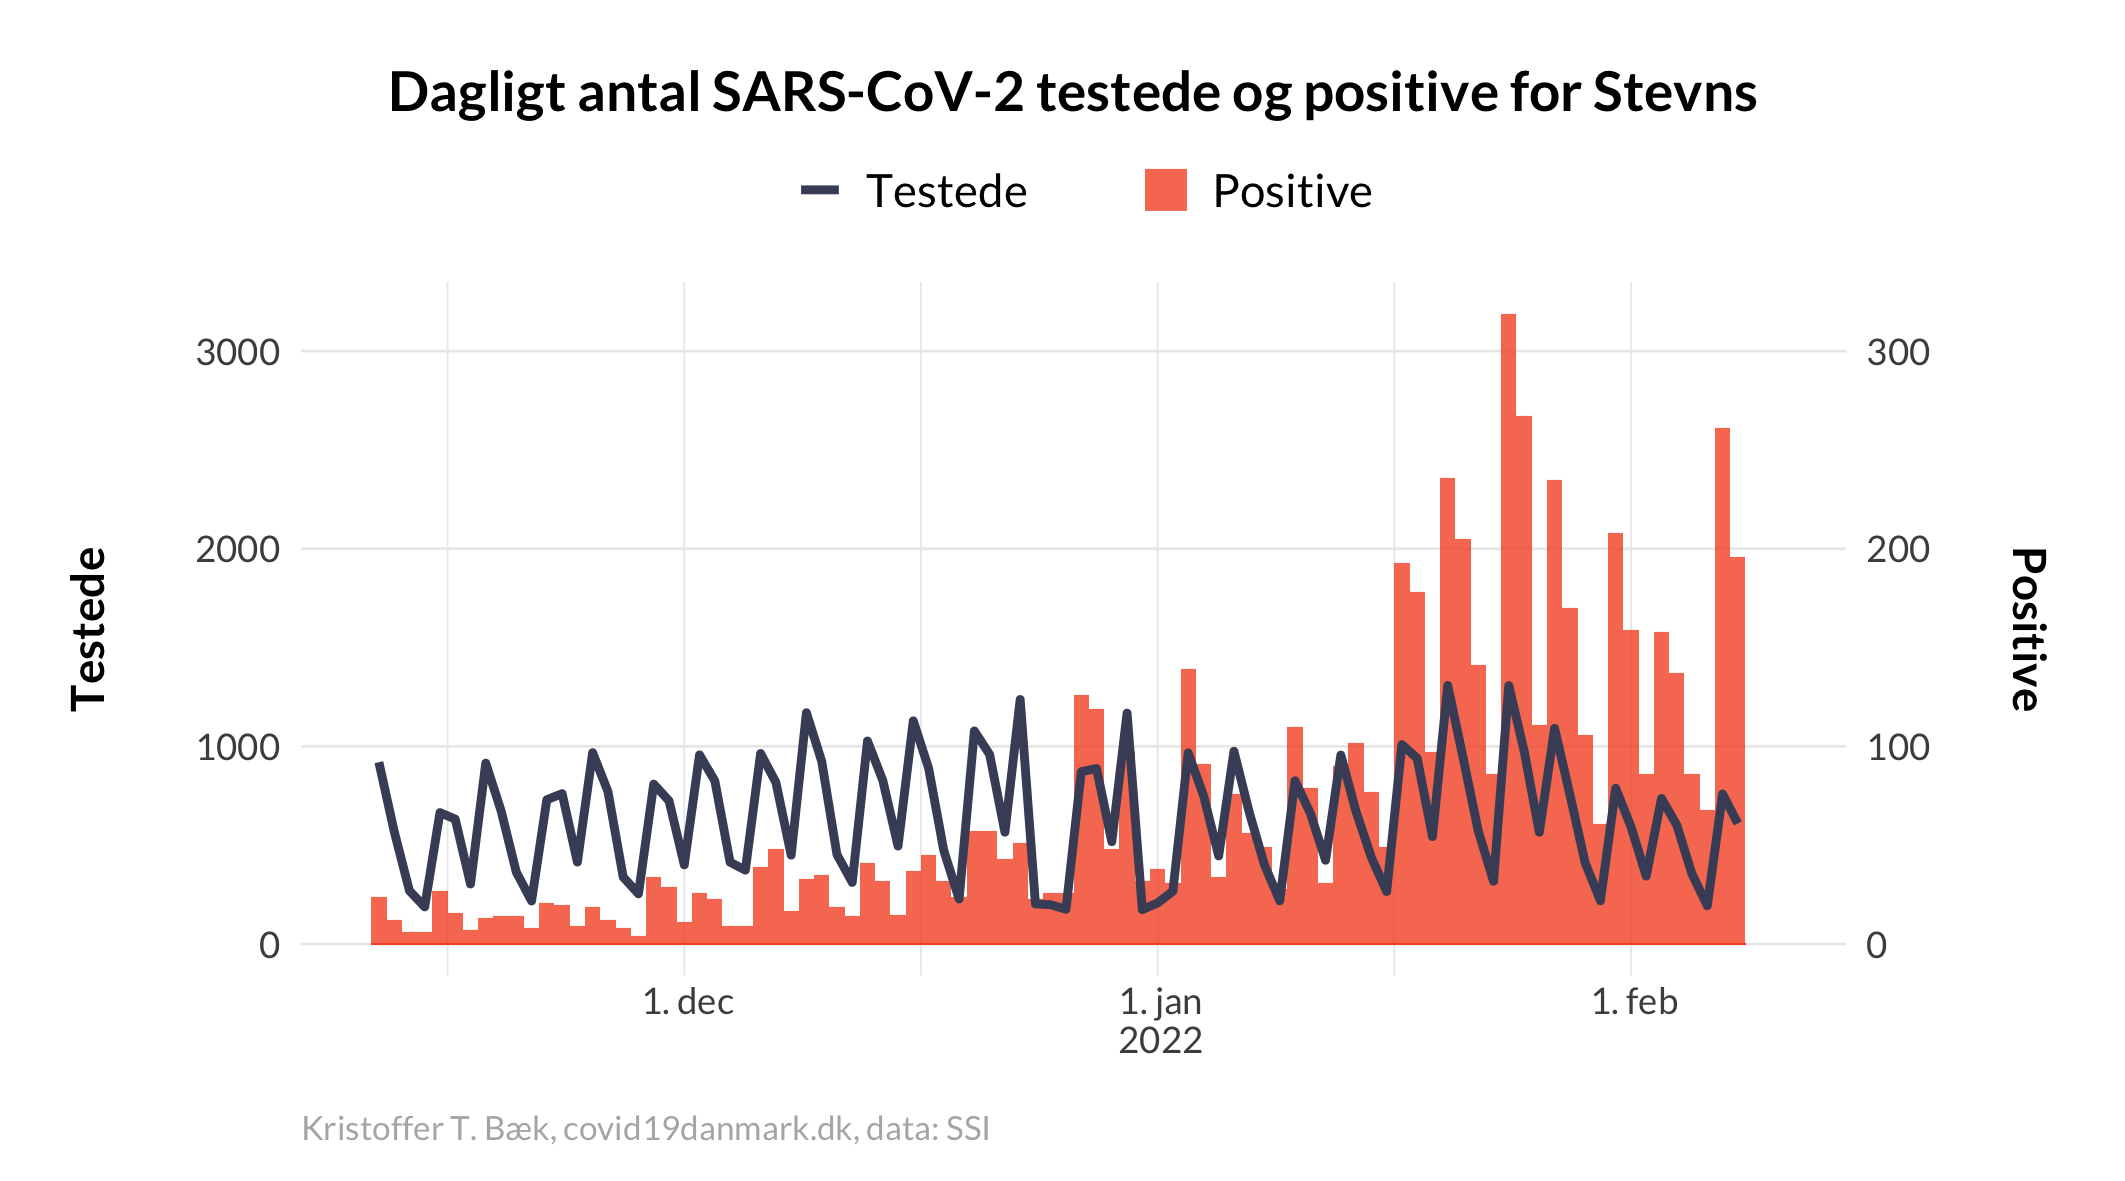 Dagligt antal SARS-CoV-2 testede og positive for Stevns
Testede
Positive
3000
2000
1000
0
300
200
100
0
Testede
Positive
1. dec
1. jan
2022
1. feb
Kristoffer T. Bæk, covid19danmark.dk, data: SSI